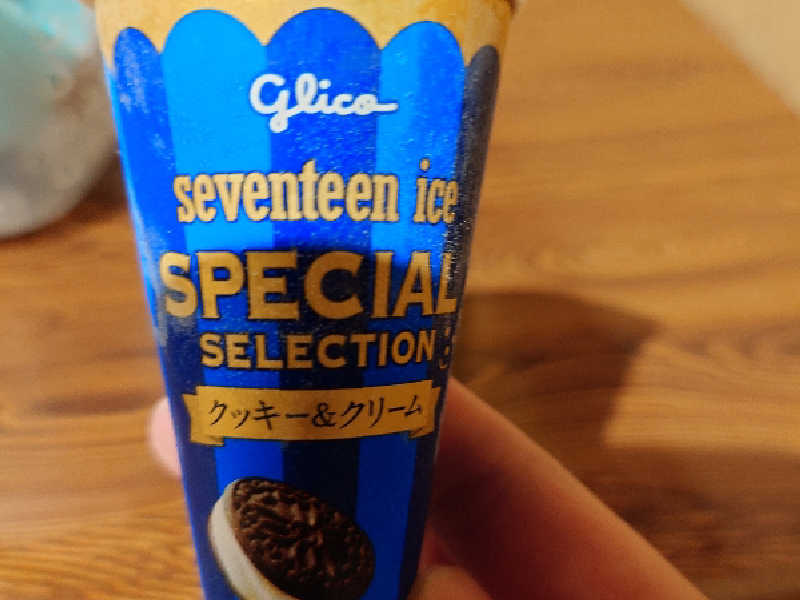 Glico
seventeen ice
SPECIAL
SELECTION
クッキー&クリーム